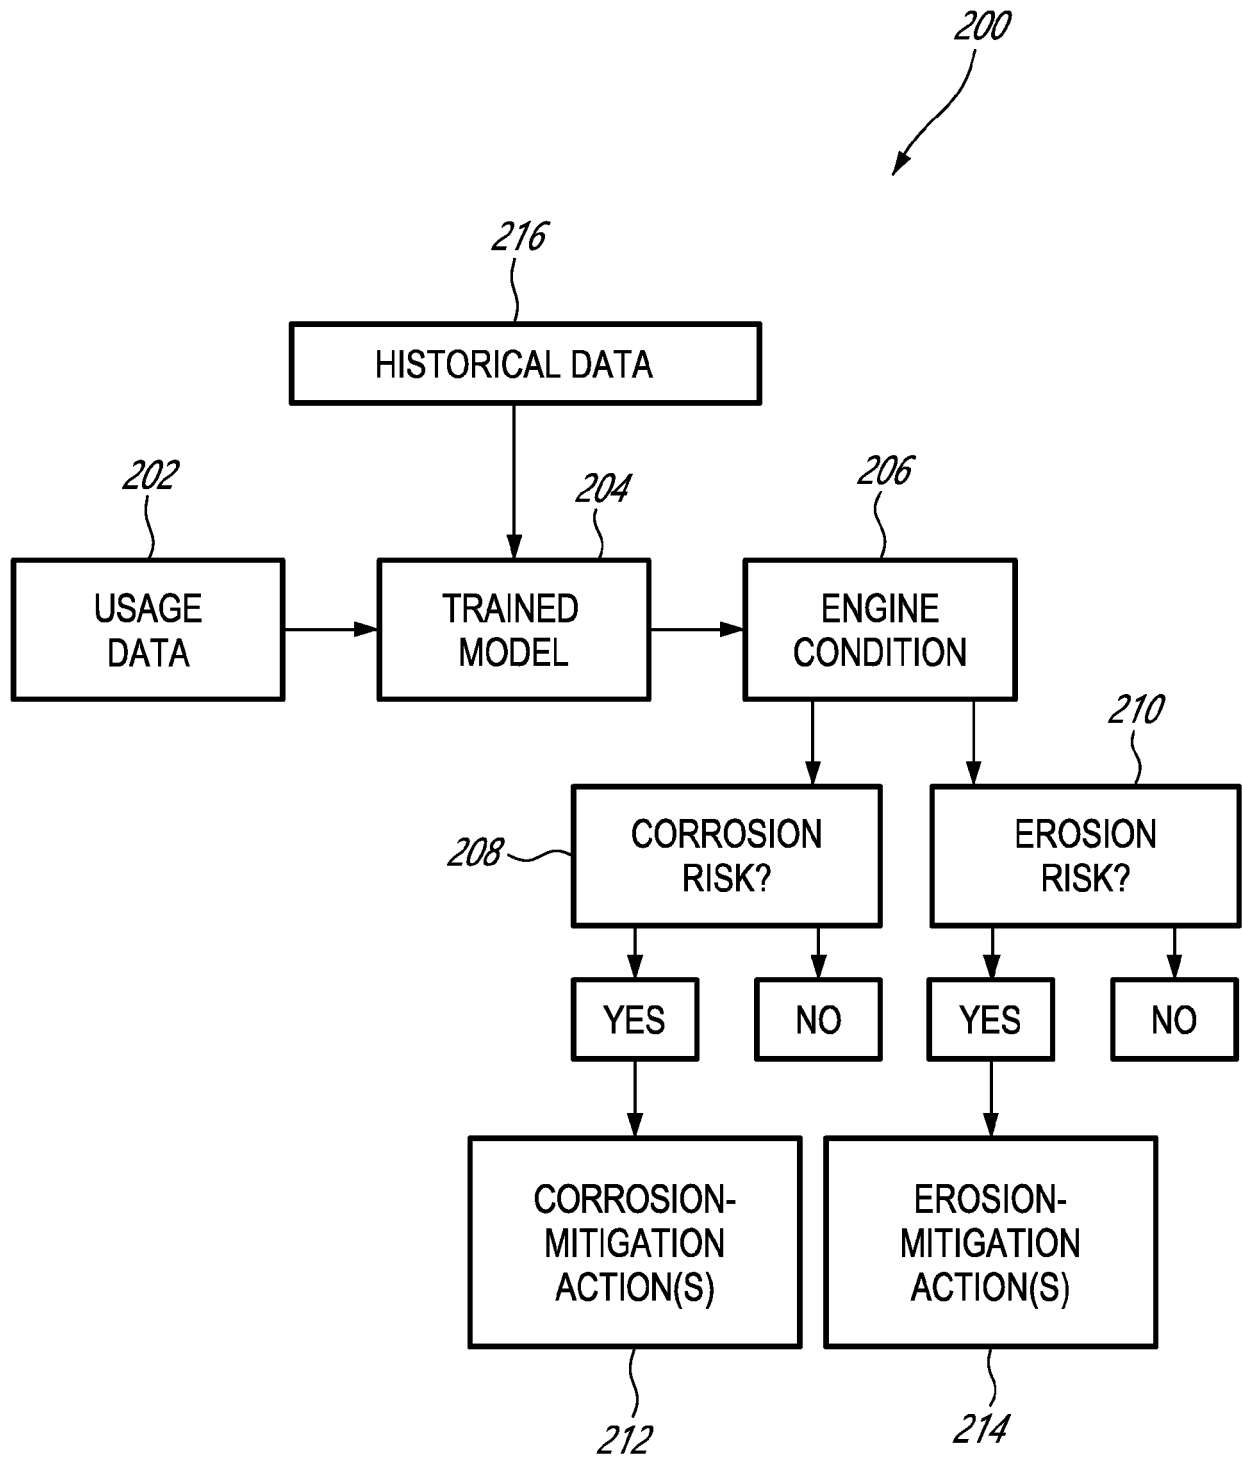 200
216
HISTORICAL DATA
202
204
206
USAGE
DATA
TRAINED
MODEL
ENGINE
CONDITION
210
208
CORROSION
RISK?
EROSION
RISK?
YES
NO
YES
NO
CORROSION-
MITIGATION
ACTION(S)
EROSION-
MITIGATION
ACTION(S)
212
214